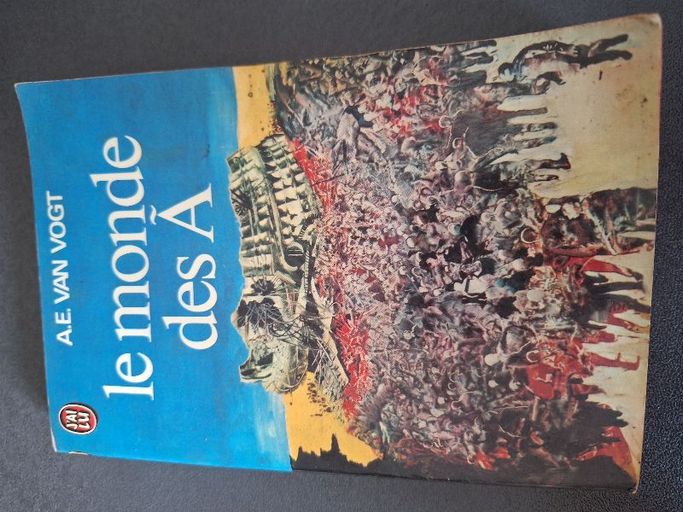 A.E. VAN VOGT
le monde
des Ā
J'AI
LU